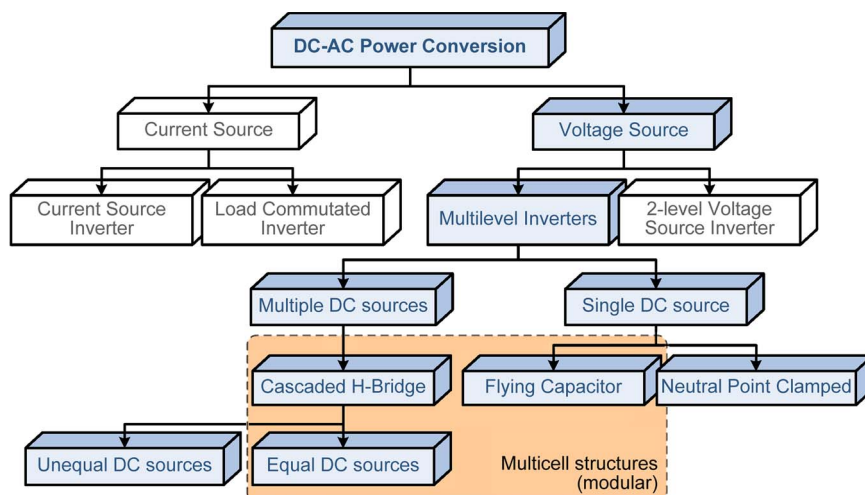 DC-AC Power Conversion
Current Source
Voltage Source
Current Source
Inverter
Load Commutated
Inverter
Multilevel Inverters
2-level Voltage
Source Inverter
Multiple DC sources
Single DC source
Cascaded H-Bridge
Flying Capacitor
Neutral Point Clamped
Unequal DC sources
Equal DC sources
Multicell structures
(modular)